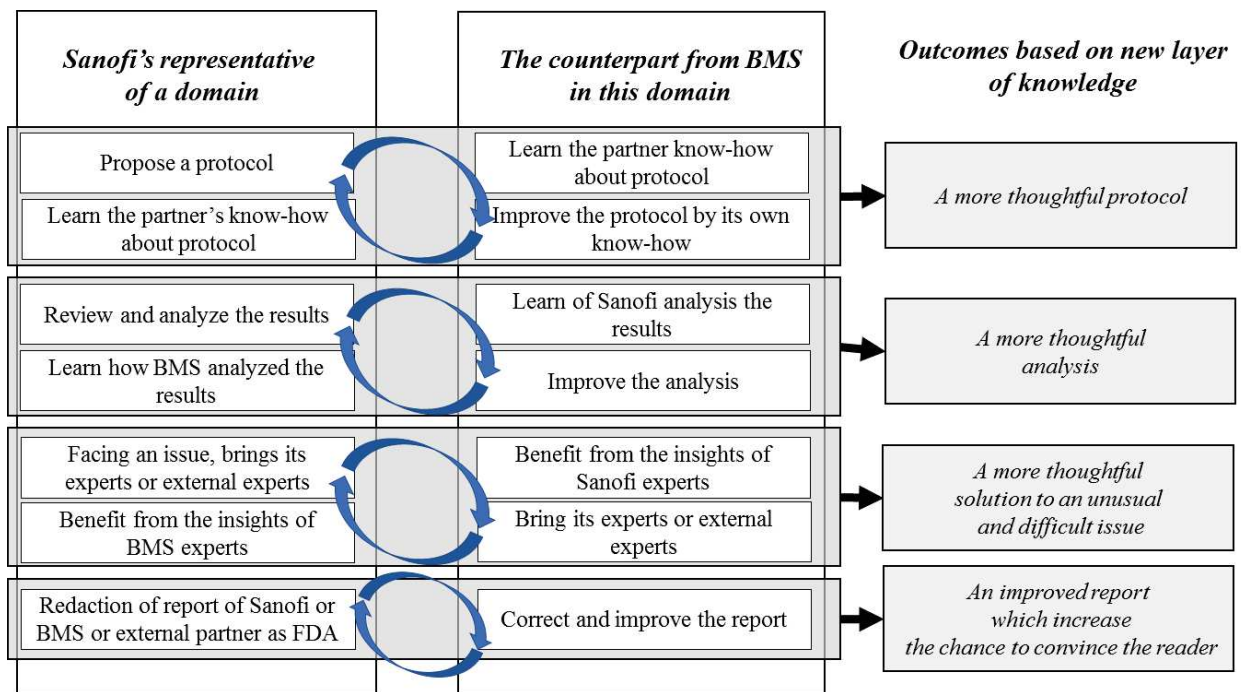 Sanofi's representative
of a domain
The counterpart from BMS
in this domain
Outcomes based on new layer
of knowledge
Propose a protocol
Learn the partner's know-how
about protocol
Learn the partner know-how
about protocol
Improve the protocol by its own
know-how
A more thoughtful protocol
Review and analyze the results
Learn how BMS analyzed the
results
Learn of Sanofi analysis the
results
Improve the analysis
A more thoughtful
analysis
Facing an issue, brings its
experts or external experts
Benefit from the insights of
BMS experts
Benefit from the insights of
Sanofi experts
Bring its experts or external
experts
A more thoughtful
solution to an unusual
and difficult issue
Redaction of report of Sanofi or
BMS or external partner as FDA
Correct and improve the report
An improved report
which increase
the chance to convince the reader